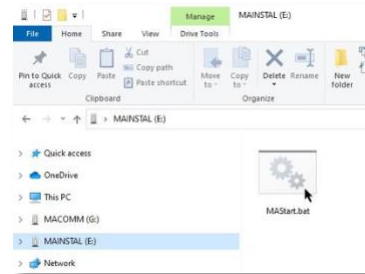 Manage MAINSTAL (E:)
File Home Share View Drive Tools
Pin to Quick access
Copy
Paste
Cut
Copy path
Paste shortcut
Move to
Copy to
Delete
Rename
New folder
Clipboard Organize
MAINSTAL (E:)
Quick access
OneDrive
This PC
MACOMM (G:)
MAINSTAL (E:)
Network
MAStart.bat